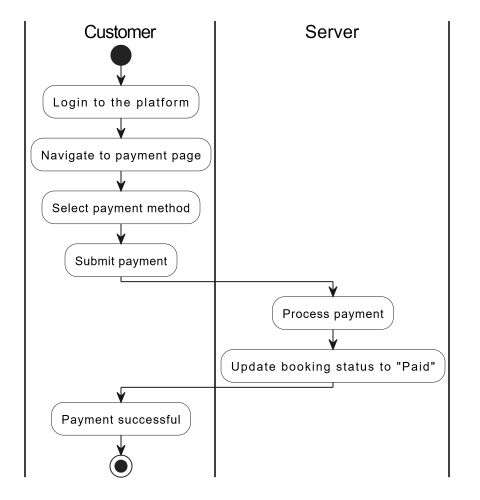 Customer
Server
Login to the platform
Navigate to payment page
Select payment method
Submit payment
Process payment
Update booking status to "Paid"
Payment successful